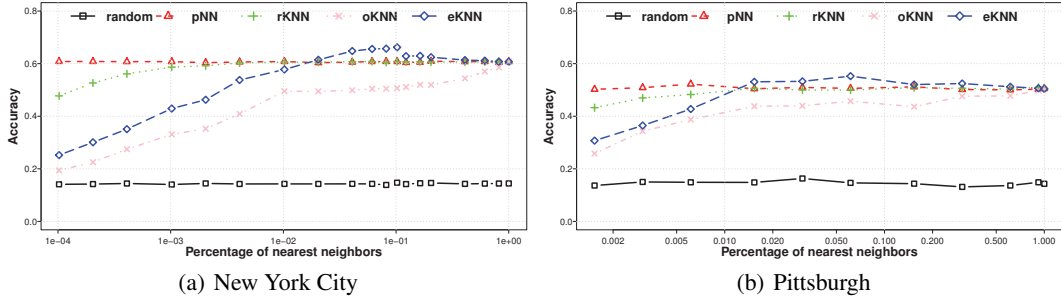 random pNN rKNN oKNN eKNN
0.8
0.6
0.4
0.2
0.0
Accuracy
1e−04 1e−03 1e−02 1e−01 1e+00
Percentage of nearest neighbors
(a) New York City
random pNN rKNN oKNN eKNN
0.8
0.6
0.4
0.2
0.0
Accuracy
0.002 0.005 0.010 0.020 0.050 0.100 0.200 0.500 1.000
Percentage of nearest neighbors
(b) Pittsburgh